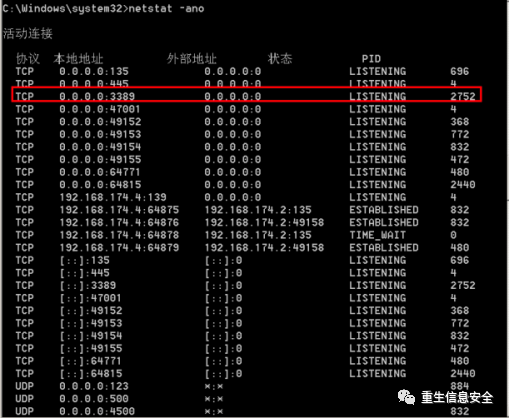 C:\Windows\system32>netstat -ano
活动连接
协议 本地地址 外部地址 状态 PID
TCP 0.0.0.0:135 0.0.0.0:0 LISTENING 696
TCP 0.0.0.0:445 0.0.0.0:0 LISTENING 4
TCP 0.0.0.0:3389 0.0.0.0:0 LISTENING 2752
TCP 0.0.0.0:47001 0.0.0.0:0 LISTENING 4
TCP 0.0.0.0:49152 0.0.0.0:0 LISTENING 368
TCP 0.0.0.0:49153 0.0.0.0:0 LISTENING 772
TCP 0.0.0.0:49154 0.0.0.0:0 LISTENING 832
TCP 0.0.0.0:49155 0.0.0.0:0 LISTENING 472
TCP 0.0.0.0:64771 0.0.0.0:0 LISTENING 480
TCP 0.0.0.0:64815 0.0.0.0:0 LISTENING 2440
TCP 192.168.174.4:139 0.0.0.0:0 LISTENING 4
TCP 192.168.174.4:64875 192.168.174.2:135 ESTABLISHED 832
TCP 192.168.174.4:64876 192.168.174.2:49158 ESTABLISHED 832
TCP 192.168.174.4:64878 192.168.174.2:135 TIME_WAIT 0
TCP 192.168.174.4:64879 192.168.174.2:49158 ESTABLISHED 480
TCP [::]:135 [::]:0 LISTENING 696
TCP [::]:445 [::]:0 LISTENING 4
TCP [::]:3389 [::]:0 LISTENING 2752
TCP [::]:47001 [::]:0 LISTENING 4
TCP [::]:49152 [::]:0 LISTENING 368
TCP [::]:49153 [::]:0 LISTENING 772
TCP [::]:49154 [::]:0 LISTENING 832
TCP [::]:49155 [::]:0 LISTENING 472
TCP [::]:64771 [::]:0 LISTENING 480
TCP [::]:64815 [::]:0 LISTENING 2440
UDP 0.0.0.0:123 *:* 884
UDP 0.0.0.0:500 *:* 832
UDP 0.0.0.0:4500 *:* 832
重生信息安全